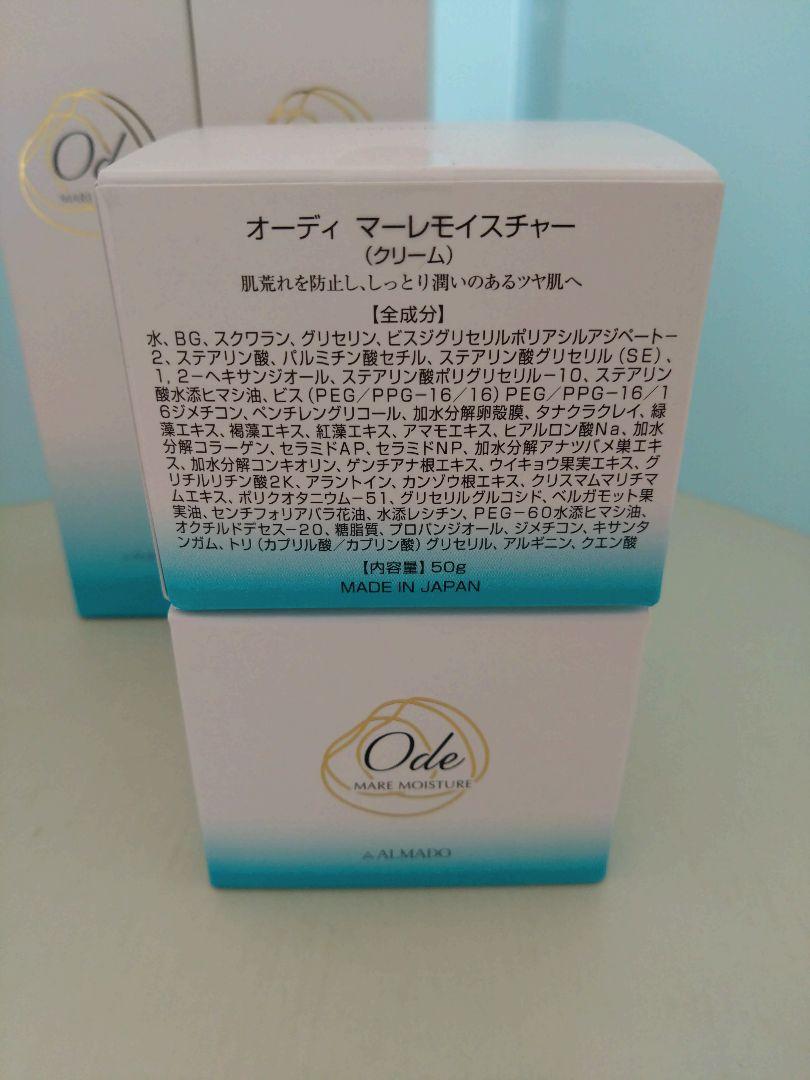 Ode
オーディ マーレモイスチャー
(クリーム)
肌荒れを防止し、しっとり潤いのあるツヤ肌へ
【全成分】
水、BG、スクワラン、グリセリン、ビスジグリセリルポリアシルアジペート−
2、ステアリン酸、パルミチン酸セチル、ステアリン酸グリセリル(SE)、
1,2−ヘキサンジオール、ステアリン酸ポリグリセリル−10、ステアリン
酸水添ヒマシ油、ビス(PEG/PPG−16/16)PEG/PPG−16/1
6ジメチコン、ペンチレングリコール、加水分解卵殻膜、タナクラクレイ、緑
藻エキス、褐藻エキス、紅藻エキス、アマモエキス、ヒアルロン酸Na、加水
分解コラーゲン、セラミドAP、セラミドNP、加水分解アナツバメ巣エキ
ス、加水分解コンキオリン、ゲンチアナ根エキス、ウイキョウ果実エキス、グ
リチルリチン酸2K、アラントイン、カンゾウ根エキス、クリスマムマリチマ
ムエキス、ポリクオタニウム−51、グリセリルグルコシド、ベルガモット果
実油、センチフォリアバラ花油、水添レシチン、PEG−60水添ヒマシ油、
オクチルドデセス−20、糖脂質、プロパンジオール、ジメチコン、キサンタ
ンガム、トリ(カプリル酸/カプリン酸)グリセリル、アルギニン、クエン酸
【内容量】50g
MADE IN JAPAN
Ode
MARE MOISTURE
ALMADO